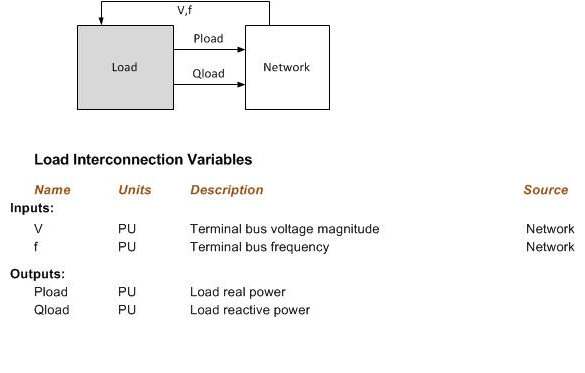 V,f
Pload
Load
Network
Qload
Load Interconnection Variables
Name Units Description Source
Inputs:
V PU Terminal bus voltage magnitude Network
f PU Terminal bus frequency Network
Outputs:
Pload PU Load real power
Qload PU Load reactive power